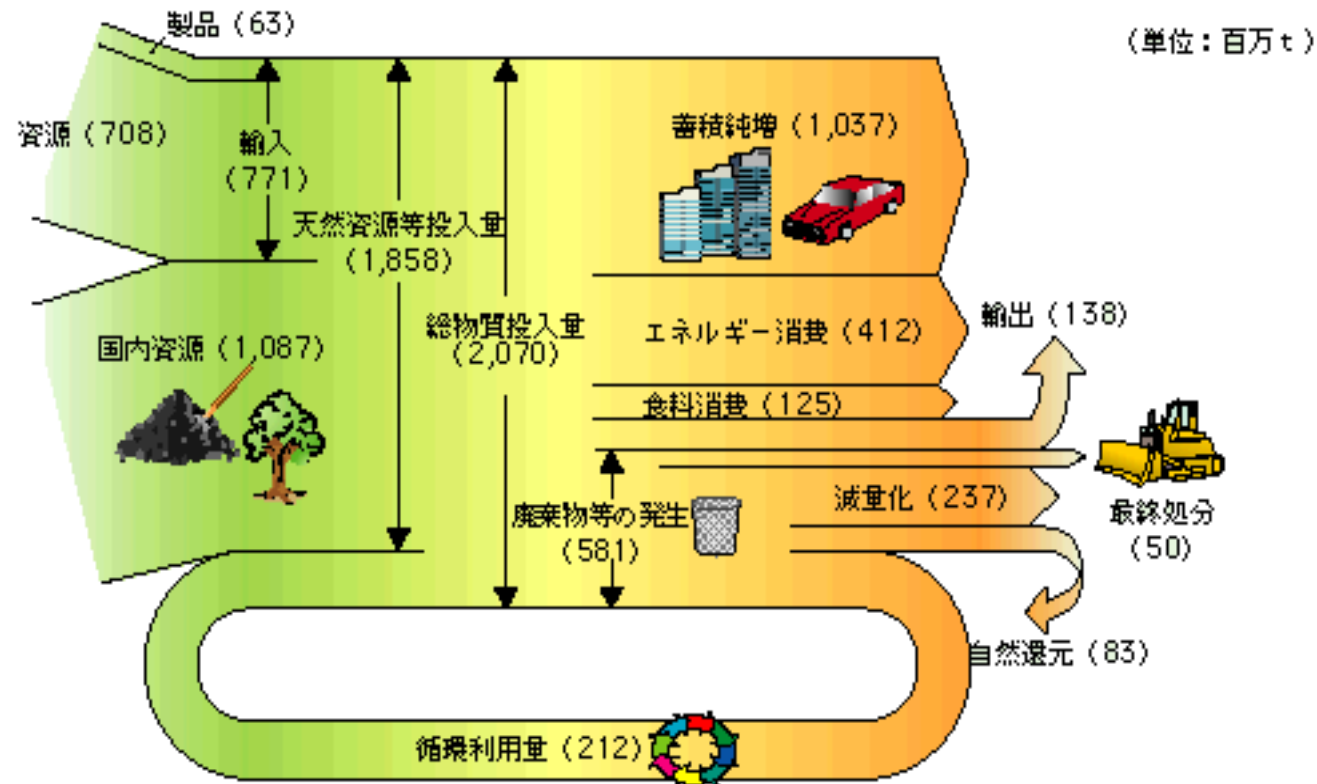 製品（63）
（単位：百万ｔ）
資源（708）
輸入
（771）
蓄積純増（1,037）
天然資源等投入量
（1,858）
国内資源（1,087）
総物質投入量
（2,070）
エネルギー消費（412）
輸出（138）
食料消費（125）
廃棄物等の発生
（581）
減量化（237）
最終処分
（50）
自然還元（83）
循環利用量（212）